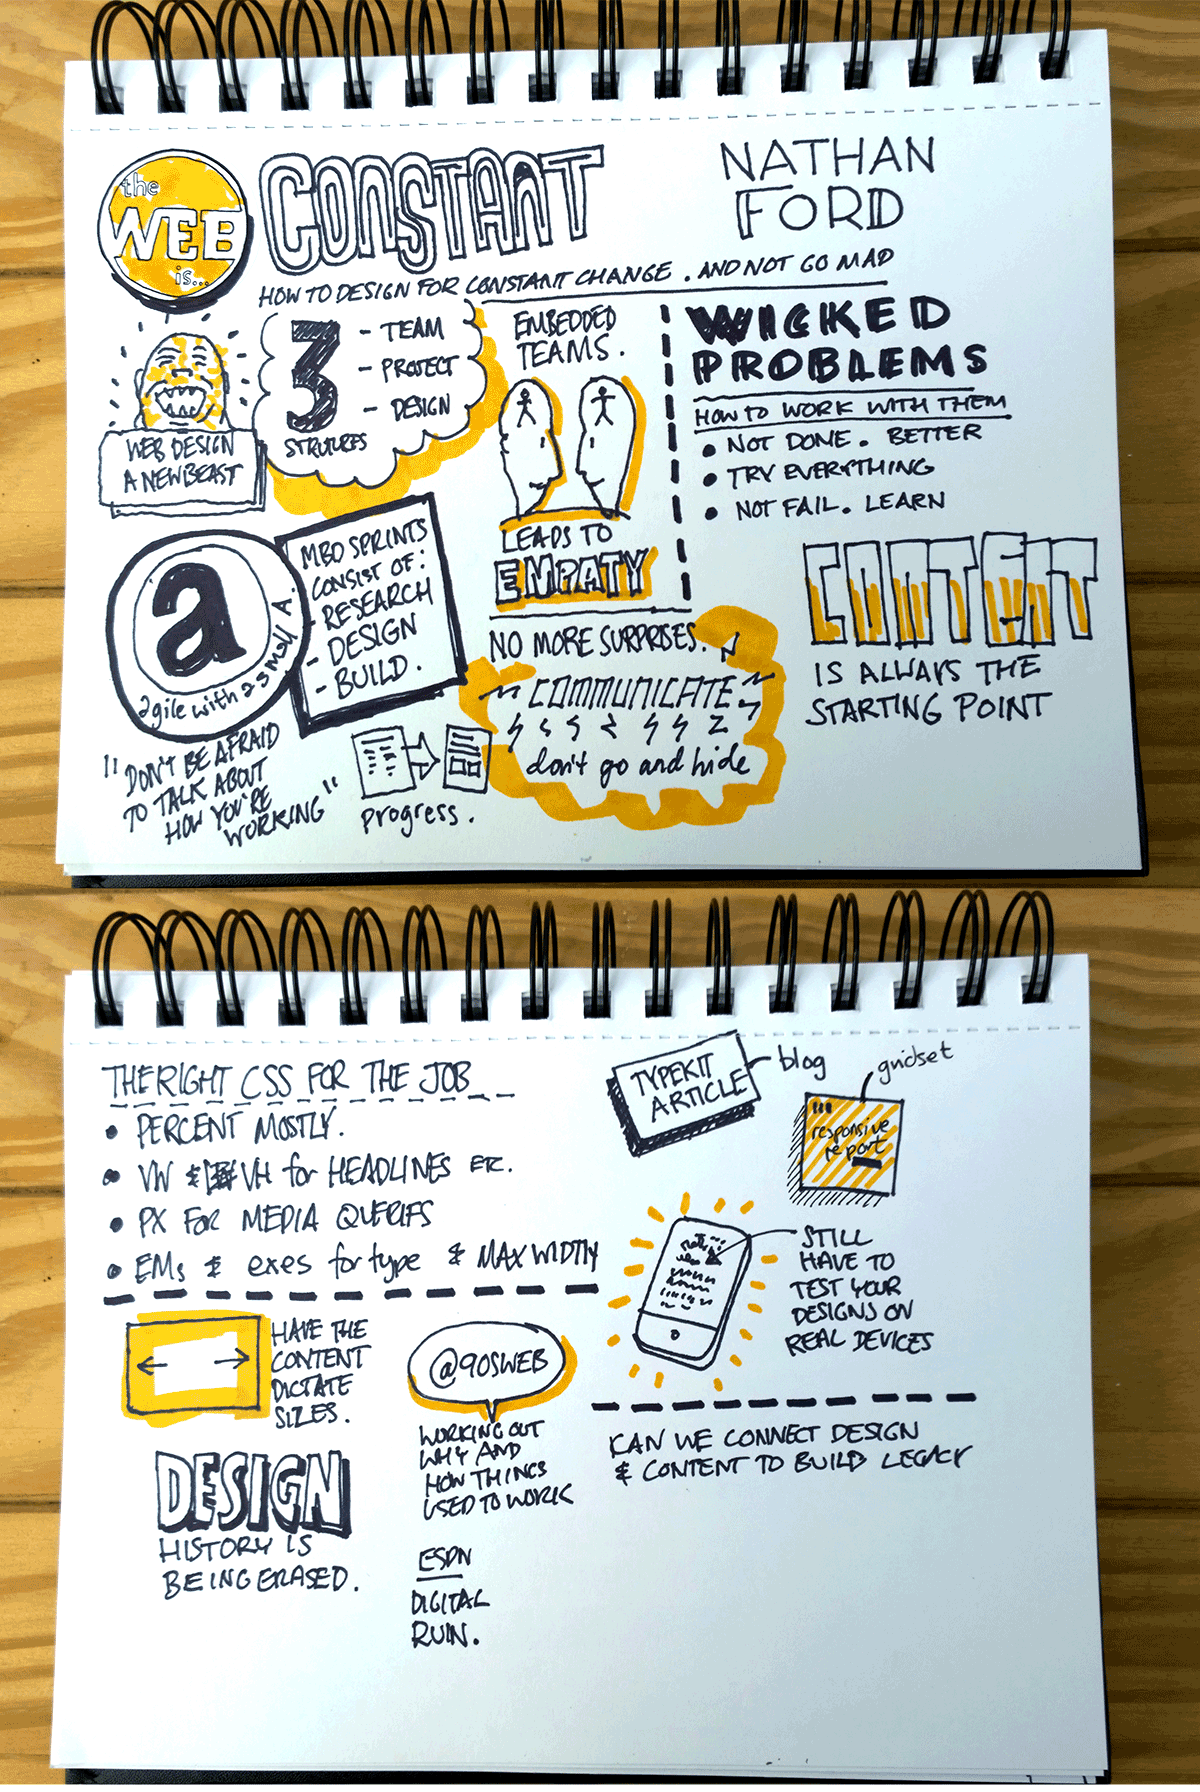 the
WEB
is...
CONSTANT
NATHAN
FORD
HOW TO DESIGN FOR CONSTANT CHANGE. AND NOT GO MAD
WEB DESIGN
A NEW BEAST
3
STRUTURES
- TEAM
- PROJECT
- DESIGN
EMBEDDED
TEAMS.
LEADS TO
EMPATY
WICKED
PROBLEMS
HOW TO WORK WITH THEM
• NOT DONE. BETTER
• TRY EVERYTHING
• NOT FAIL. LEARN
a
agile with a small A.
MBO SPRINTS
CONSIST OF:
- RESEARCH
- DESIGN
- BUILD.
"DON'T BE AFRAID
TO TALK ABOUT
HOW YOU'RE
WORKING"
progress.
NO MORE SURPRISES.
COMMUNICATE
don't go and hide
CONTENT
IS ALWAYS THE
STARTING POINT
THE RIGHT CSS FOR THE JOB
• PERCENT MOSTLY.
• VW & VH for HEADLINES ETC.
• PX FOR MEDIA QUERIES
• EMs & exes for type & MAX WIDTH
TYPEKIT
ARTICLE
blog
gridset
responsive
report
STILL
HAVE TO
TEST YOUR
DESIGNS ON
REAL DEVICES
HAVE THE
CONTENT
DICTATE
SIZES.
@90SWEB
WORKING OUT
WHY AND
HOW THINGS
USED TO WORK
ESPN
DIGITAL
RUIN.
DESIGN
HISTORY IS
BEING ERASED.
CAN WE CONNECT DESIGN
& CONTENT TO BUILD LEGACY